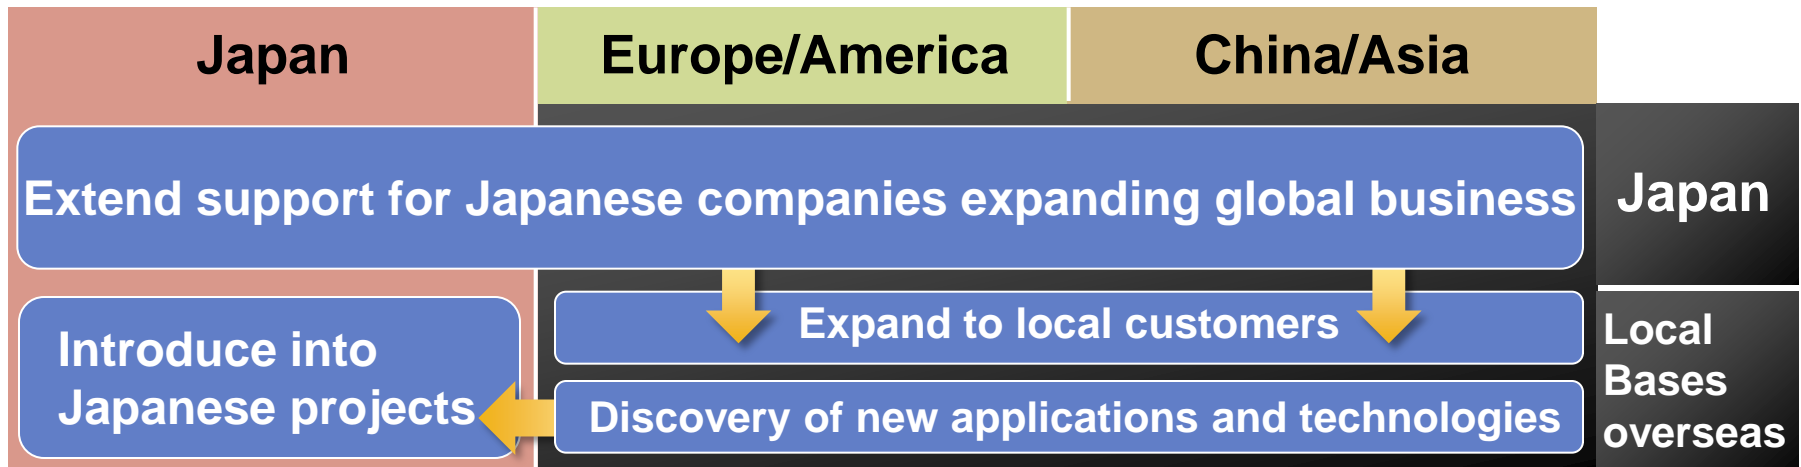 Japan
Europe/America
China/Asia
Extend support for Japanese companies expanding global business
Japan
Introduce into
Japanese projects
Expand to local customers
Discovery of new applications and technologies
Local
Bases
overseas